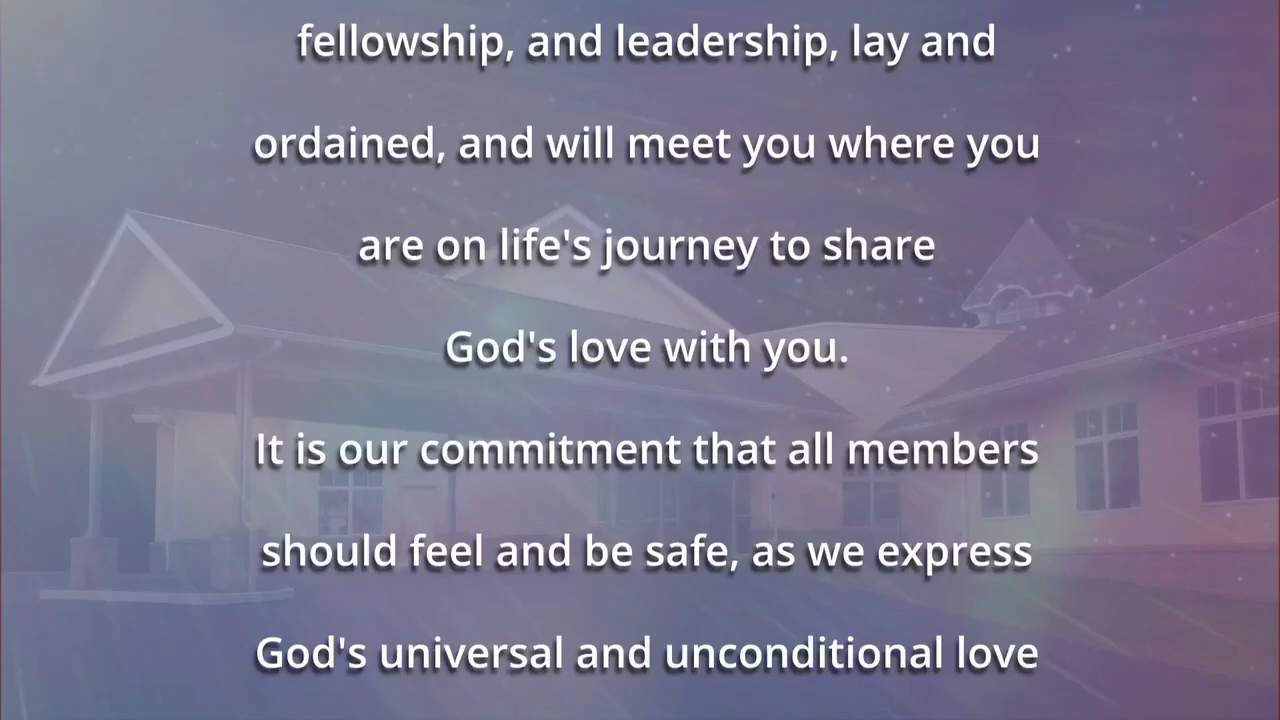 fellowship, and leadership, lay and
ordained, and will meet you where you
are on life's journey to share
God's love with you.
It is our commitment that all members
should feel and be safe, as we express
God's universal and unconditional love